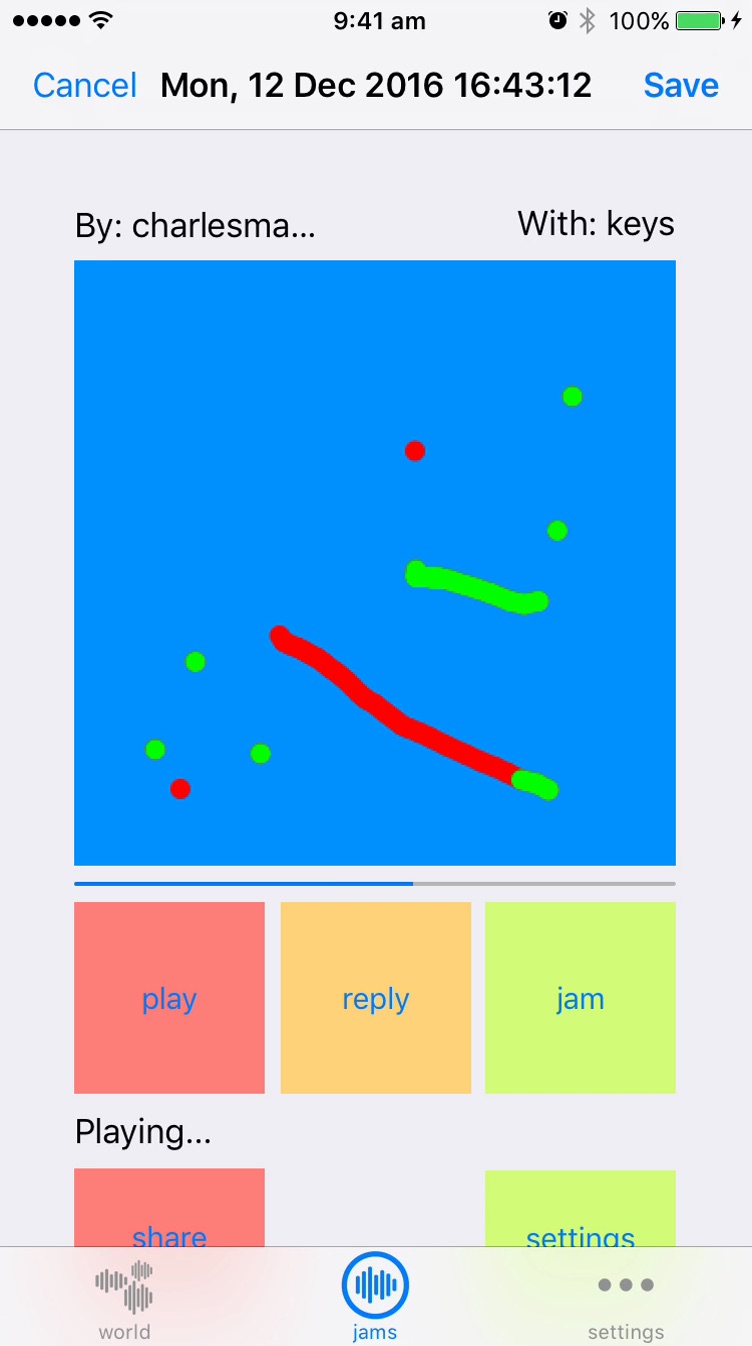 9:41 am 100%
Cancel Mon, 12 Dec 2016 16:43:12 Save
By: charlesma... With: keys
play reply jam
Playing...
share settings
world jams settings